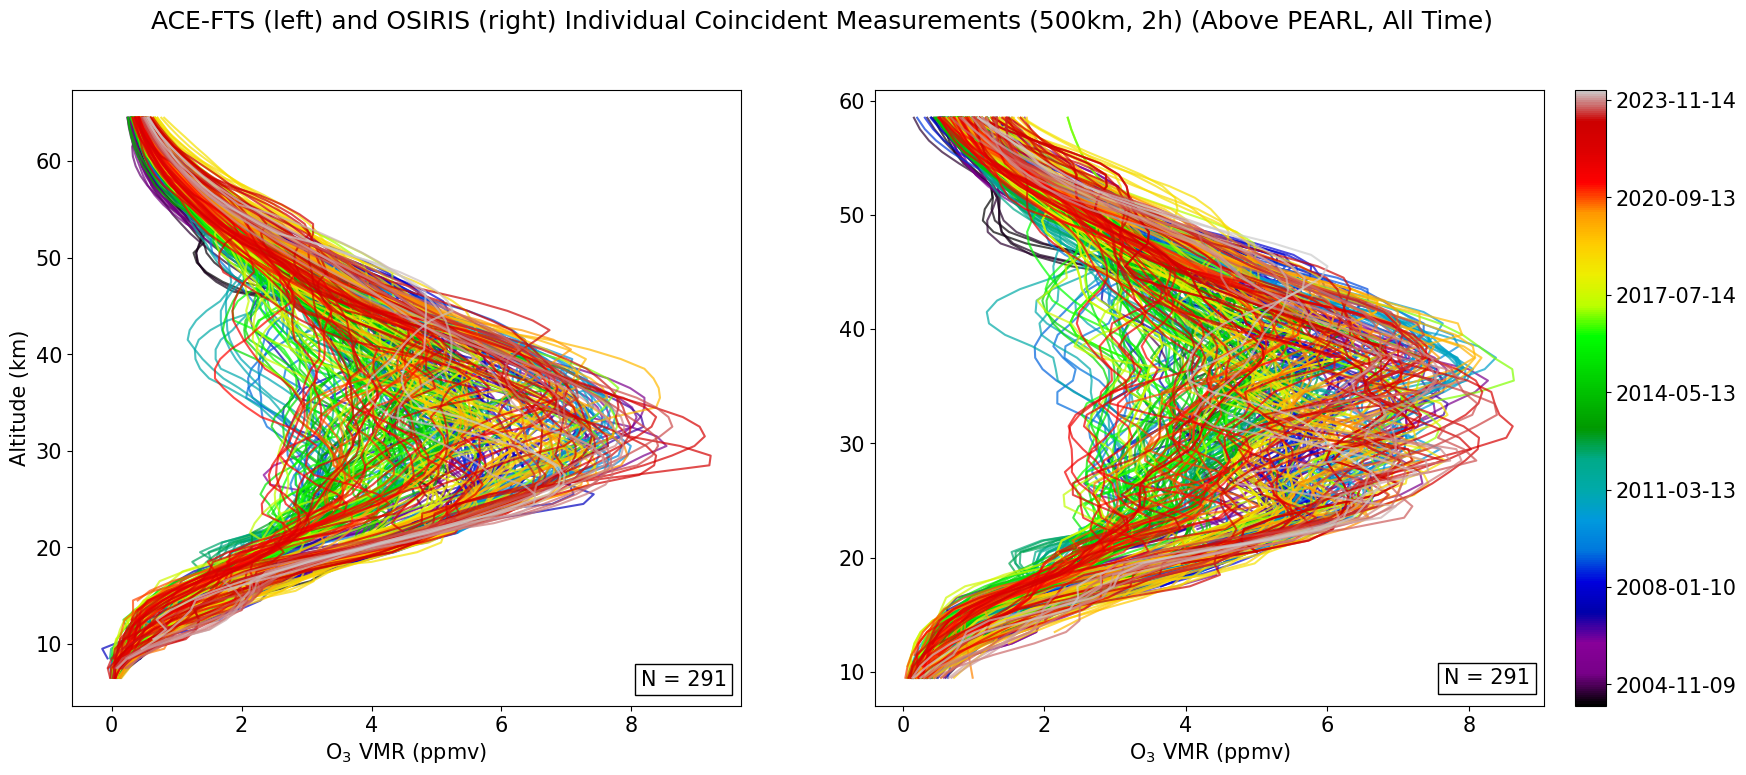 ACE-FTS (left) and OSIRIS (right) Individual Coincident Measurements (500km, 2h) (Above PEARL, All Time)
Altitude (km)
60
50
40
30
20
10
0 2 4 6 8
O₃ VMR (ppmv)
N = 291
60
50
40
30
20
10
0 2 4 6 8
O₃ VMR (ppmv)
N = 291
2023-11-14
2020-09-13
2017-07-14
2014-05-13
2011-03-13
2008-01-10
2004-11-09